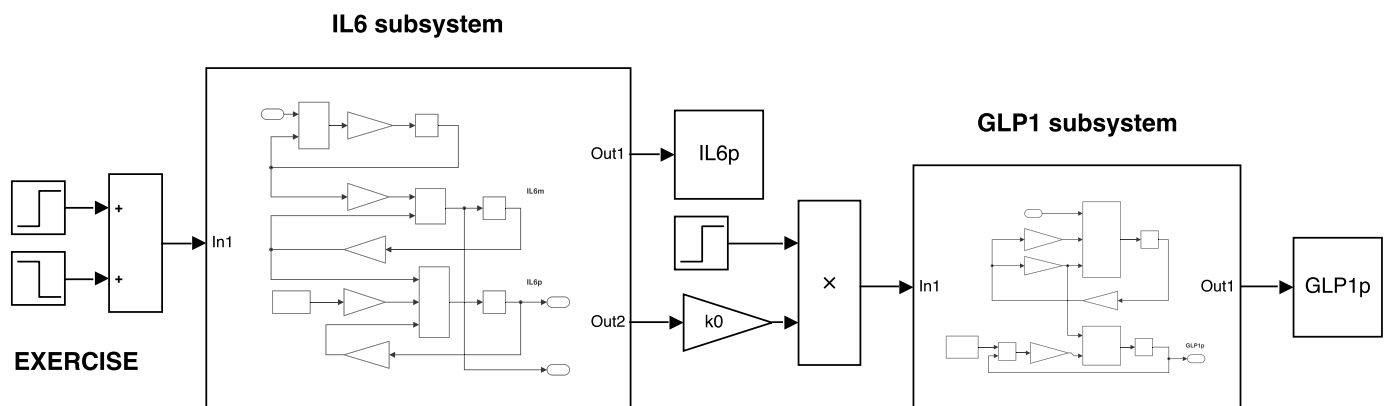 IL6 subsystem
GLP1 subsystem
EXERCISE
+
+
In1
IL6m
IL6p
Out1
Out2
IL6p
k0
×
In1
GLP1p
Out1
GLP1p